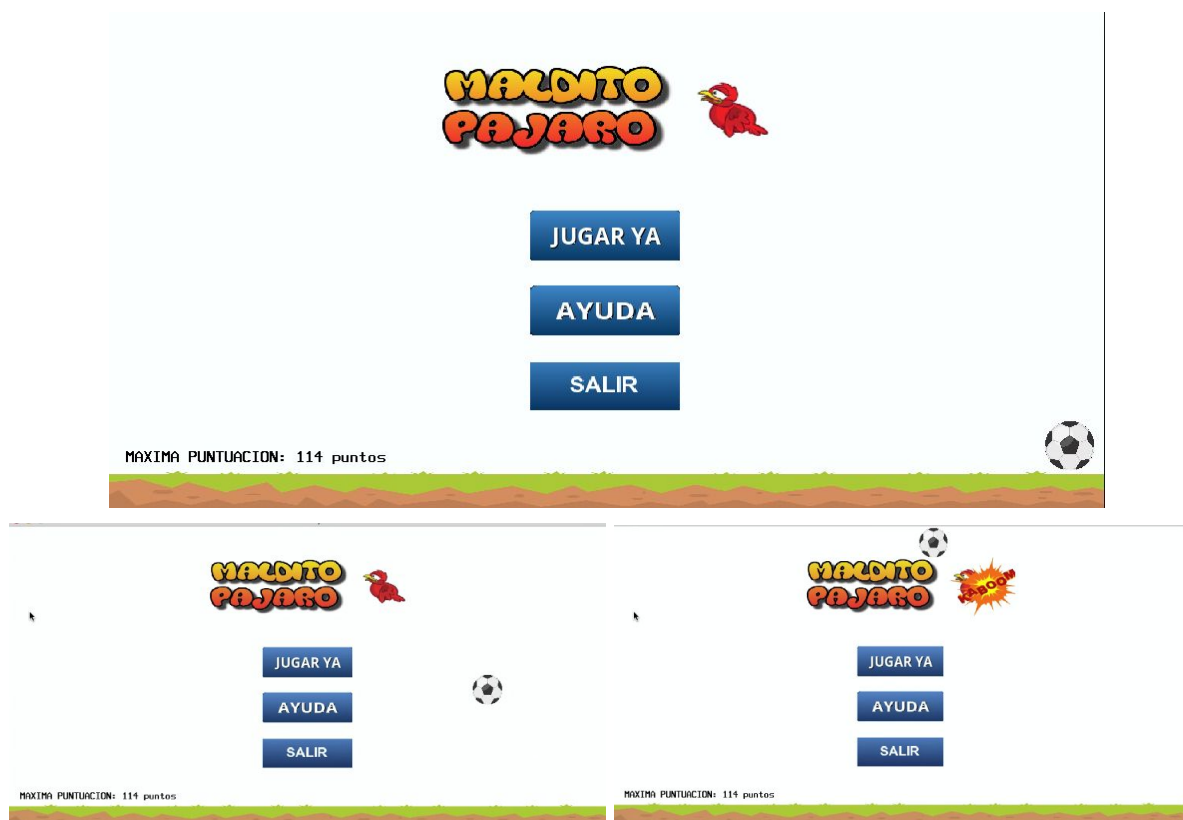 MALDITO
PAJARO
JUGAR YA
AYUDA
SALIR
MAXIMA PUNTUACION: 114 puntos
MALDITO
PAJARO
JUGAR YA
AYUDA
SALIR
MAXIMA PUNTUACION: 114 puntos
MALDITO
PAJARO
KABOOM
JUGAR YA
AYUDA
SALIR
MAXIMA PUNTUACION: 114 puntos